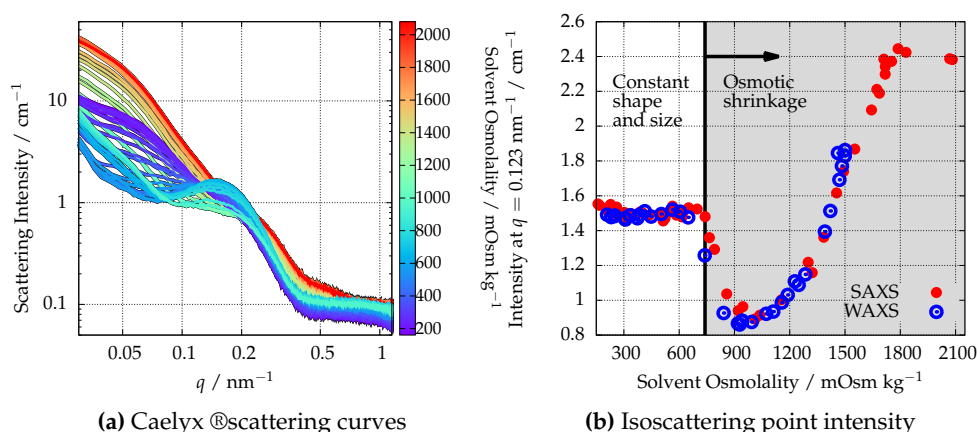 Scattering Intensity / cm⁻¹
10
1
0.1
0.05
0.1
0.2
0.5
1
q / nm⁻¹
2000
1800
1600
1400
1200
1000
800
600
400
200
Solvent Osmolality / mOsm kg⁻¹
(a) Caelyx ®scattering curves
Intensity at q = 0.123 nm⁻¹ / cm⁻¹
2.6
2.4
2.2
2
1.8
1.6
1.4
1.2
1
0.8
Constant
shape
and size
Osmotic
shrinkage
SAXS
WAXS
300
600
900
1200
1500
1800
2100
Solvent Osmolality / mOsm kg⁻¹
(b) Isoscattering point intensity